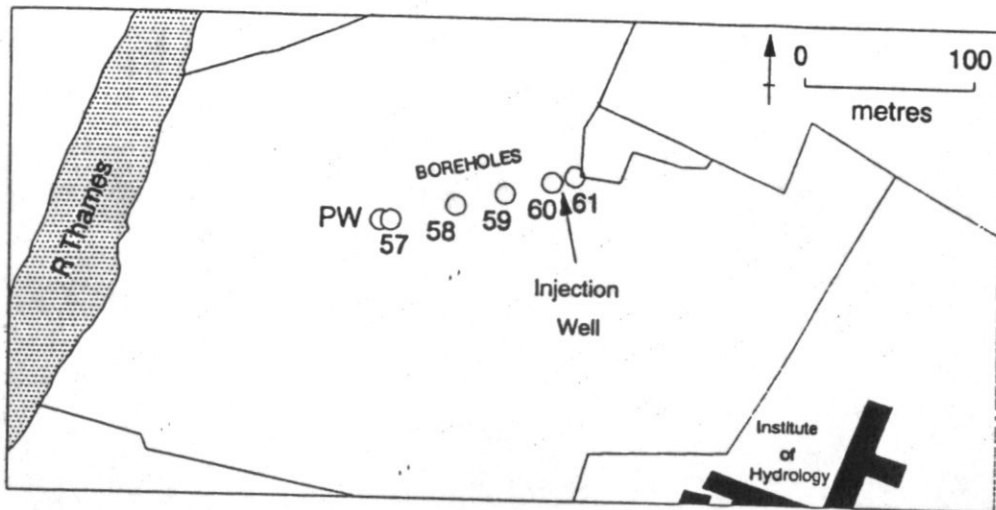 0 100
metres
BOREHOLES
R Thames
PW
57
58
59
60
61
Injection
Well
Institute
of
Hydrology